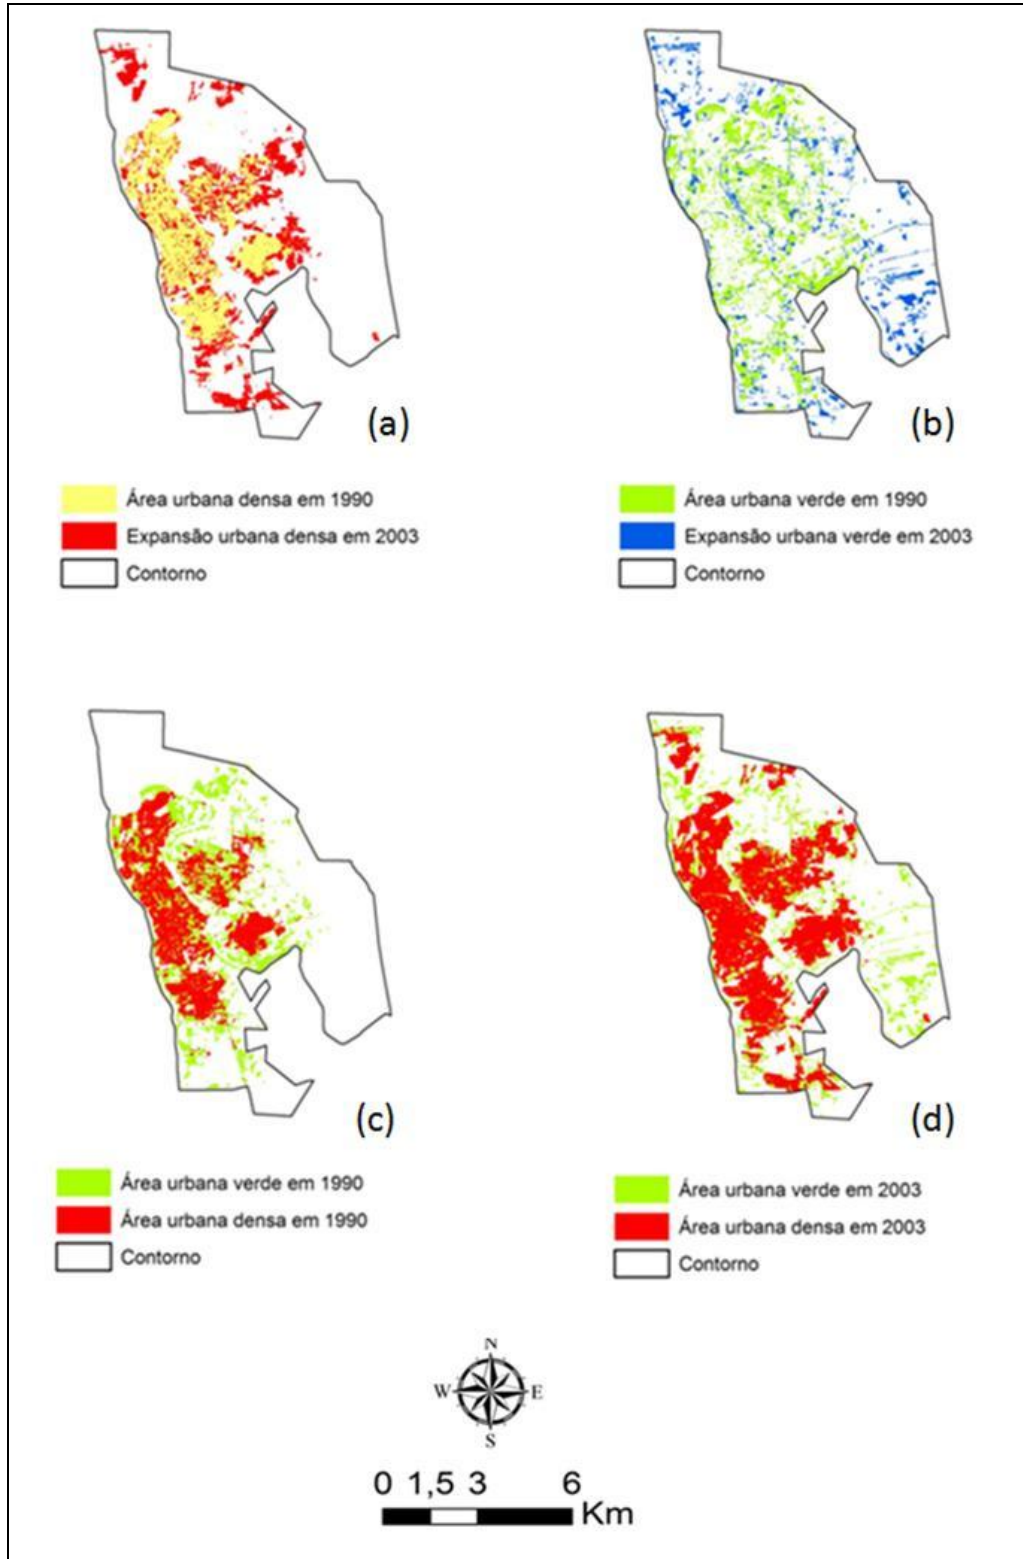 (a)
(b)
Área urbana densa em 1990
Expansão urbana densa em 2003
Contorno
Área urbana verde em 1990
Expansão urbana verde em 2003
Contorno
(c)
(d)
Área urbana verde em 1990
Área urbana densa em 1990
Contorno
Área urbana verde em 2003
Área urbana densa em 2003
Contorno
N
W E
S
0 1,5 3 6
Km